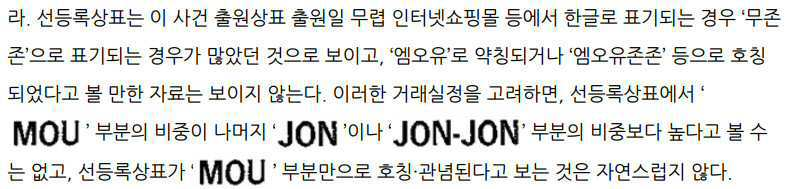 라. 선등록상표는 이 사건 출원상표 출원일 무렵 인터넷쇼핑몰 등에서 한글로 표기되는 경우 ‘무존
존’으로 표기되는 경우가 많았던 것으로 보이고, ‘엠오유’로 약칭되거나 ‘엠오유존존’ 등으로 호칭
되었다고 볼 만한 자료는 보이지 않는다. 이러한 거래실정을 고려하면, 선등록상표에서 ‘
MOU’ 부분의 비중이 나머지 ‘JON’이나 ‘JON-JON’ 부분의 비중보다 높다고 볼 수
는 없고, 선등록상표가 ‘MOU’ 부분만으로 호칭·관념된다고 보는 것은 자연스럽지 않다.